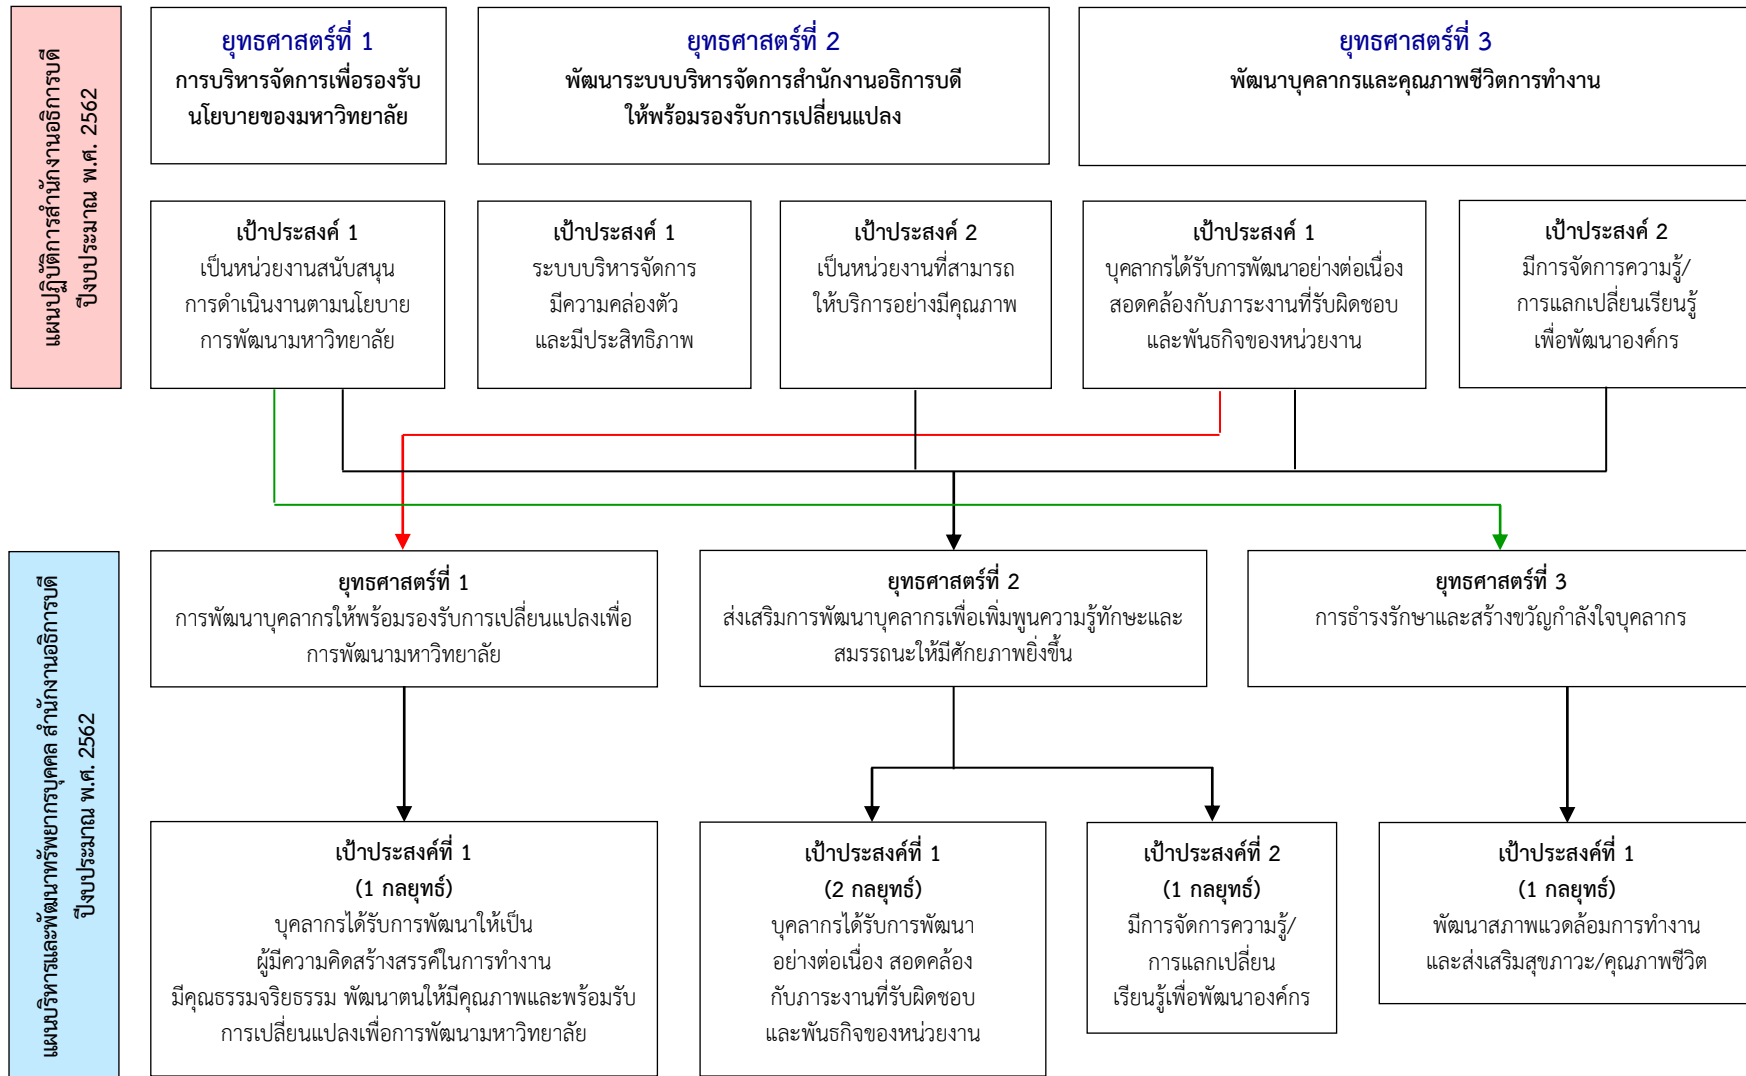 แผนปฏิบัติการสำนักงานอธิการบดี
ปีงบประมาณ พ.ศ. 2562
ยุทธศาสตร์ที่ 1
การบริหารจัดการเพื่อรองรับ
นโยบายของมหาวิทยาลัย
ยุทธศาสตร์ที่ 2
พัฒนาระบบบริหารจัดการสำนักงานอธิการบดี
ให้พร้อมรองรับการเปลี่ยนแปลง
ยุทธศาสตร์ที่ 3
พัฒนาบุคลากรและคุณภาพชีวิตการทำงาน
เป้าประสงค์ 1
เป็นหน่วยงานสนับสนุน
การดำเนินงานตามนโยบาย
การพัฒนามหาวิทยาลัย
เป้าประสงค์ 1
ระบบบริหารจัดการ
มีความคล่องตัว
และมีประสิทธิภาพ
เป้าประสงค์ 2
เป็นหน่วยงานที่สามารถ
ให้บริการอย่างมีคุณภาพ
เป้าประสงค์ 1
บุคลากรได้รับการพัฒนาอย่างต่อเนื่อง
สอดคล้องกับภาระงานที่รับผิดชอบ
และพันธกิจของหน่วยงาน
เป้าประสงค์ 2
มีการจัดการความรู้/
การแลกเปลี่ยนเรียนรู้
เพื่อพัฒนาองค์กร
แผนบริหารและพัฒนาทรัพยากรบุคคล สำนักงานอธิการบดี
ปีงบประมาณ พ.ศ. 2562
ยุทธศาสตร์ที่ 1
การพัฒนาบุคลากรให้พร้อมรองรับการเปลี่ยนแปลงเพื่อ
การพัฒนามหาวิทยาลัย
ยุทธศาสตร์ที่ 2
ส่งเสริมการพัฒนาบุคลากรเพื่อเพิ่มพูนความรู้ทักษะและ
สมรรถนะให้มีศักยภาพยิ่งขึ้น
ยุทธศาสตร์ที่ 3
การธำรงรักษาและสร้างขวัญกำลังใจบุคลากร
เป้าประสงค์ที่ 1
(1 กลยุทธ์)
บุคลากรได้รับการพัฒนาให้เป็น
ผู้มีความคิดสร้างสรรค์ในการทำงาน
มีคุณธรรมจริยธรรม พัฒนาตนให้มีคุณภาพและพร้อมรับ
การเปลี่ยนแปลงเพื่อการพัฒนามหาวิทยาลัย
เป้าประสงค์ที่ 1
(2 กลยุทธ์)
บุคลากรได้รับการพัฒนา
อย่างต่อเนื่อง สอดคล้อง
กับภาระงานที่รับผิดชอบ
และพันธกิจของหน่วยงาน
เป้าประสงค์ที่ 2
(1 กลยุทธ์)
มีการจัดการความรู้/
การแลกเปลี่ยน
เรียนรู้เพื่อพัฒนาองค์กร
เป้าประสงค์ที่ 1
(1 กลยุทธ์)
พัฒนาสภาพแวดล้อมการทำงาน
และส่งเสริมสุขภาวะ/คุณภาพชีวิต